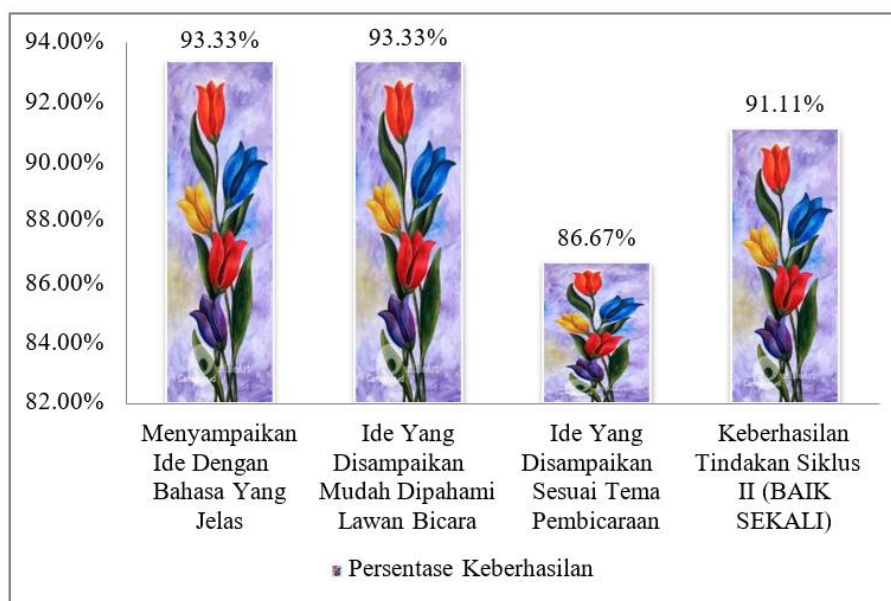 94.00%
92.00%
90.00%
88.00%
86.00%
84.00%
82.00%
93.33%
93.33%
86.67%
91.11%
Menyampaikan
Ide Dengan
Bahasa Yang
Jelas
Ide Yang
Disampaikan
Mudah Dipahami
Lawan Bicara
Ide Yang
Disampaikan
Sesuai Tema
Pembicaraan
Keberhasilan
Tindakan Siklus
II (BAIK
SEKALI)
Persentase Keberhasilan